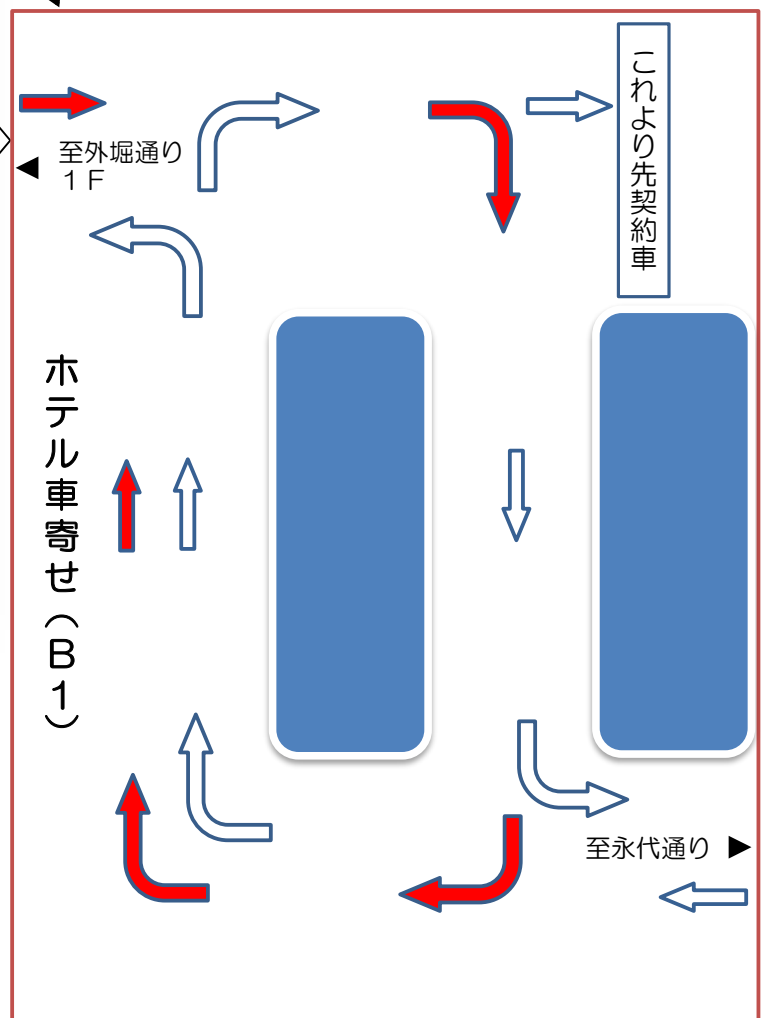 これより先契約車
至外堀通り
１Ｆ
ホテル車寄せ（Ｂ１）
至永代通り